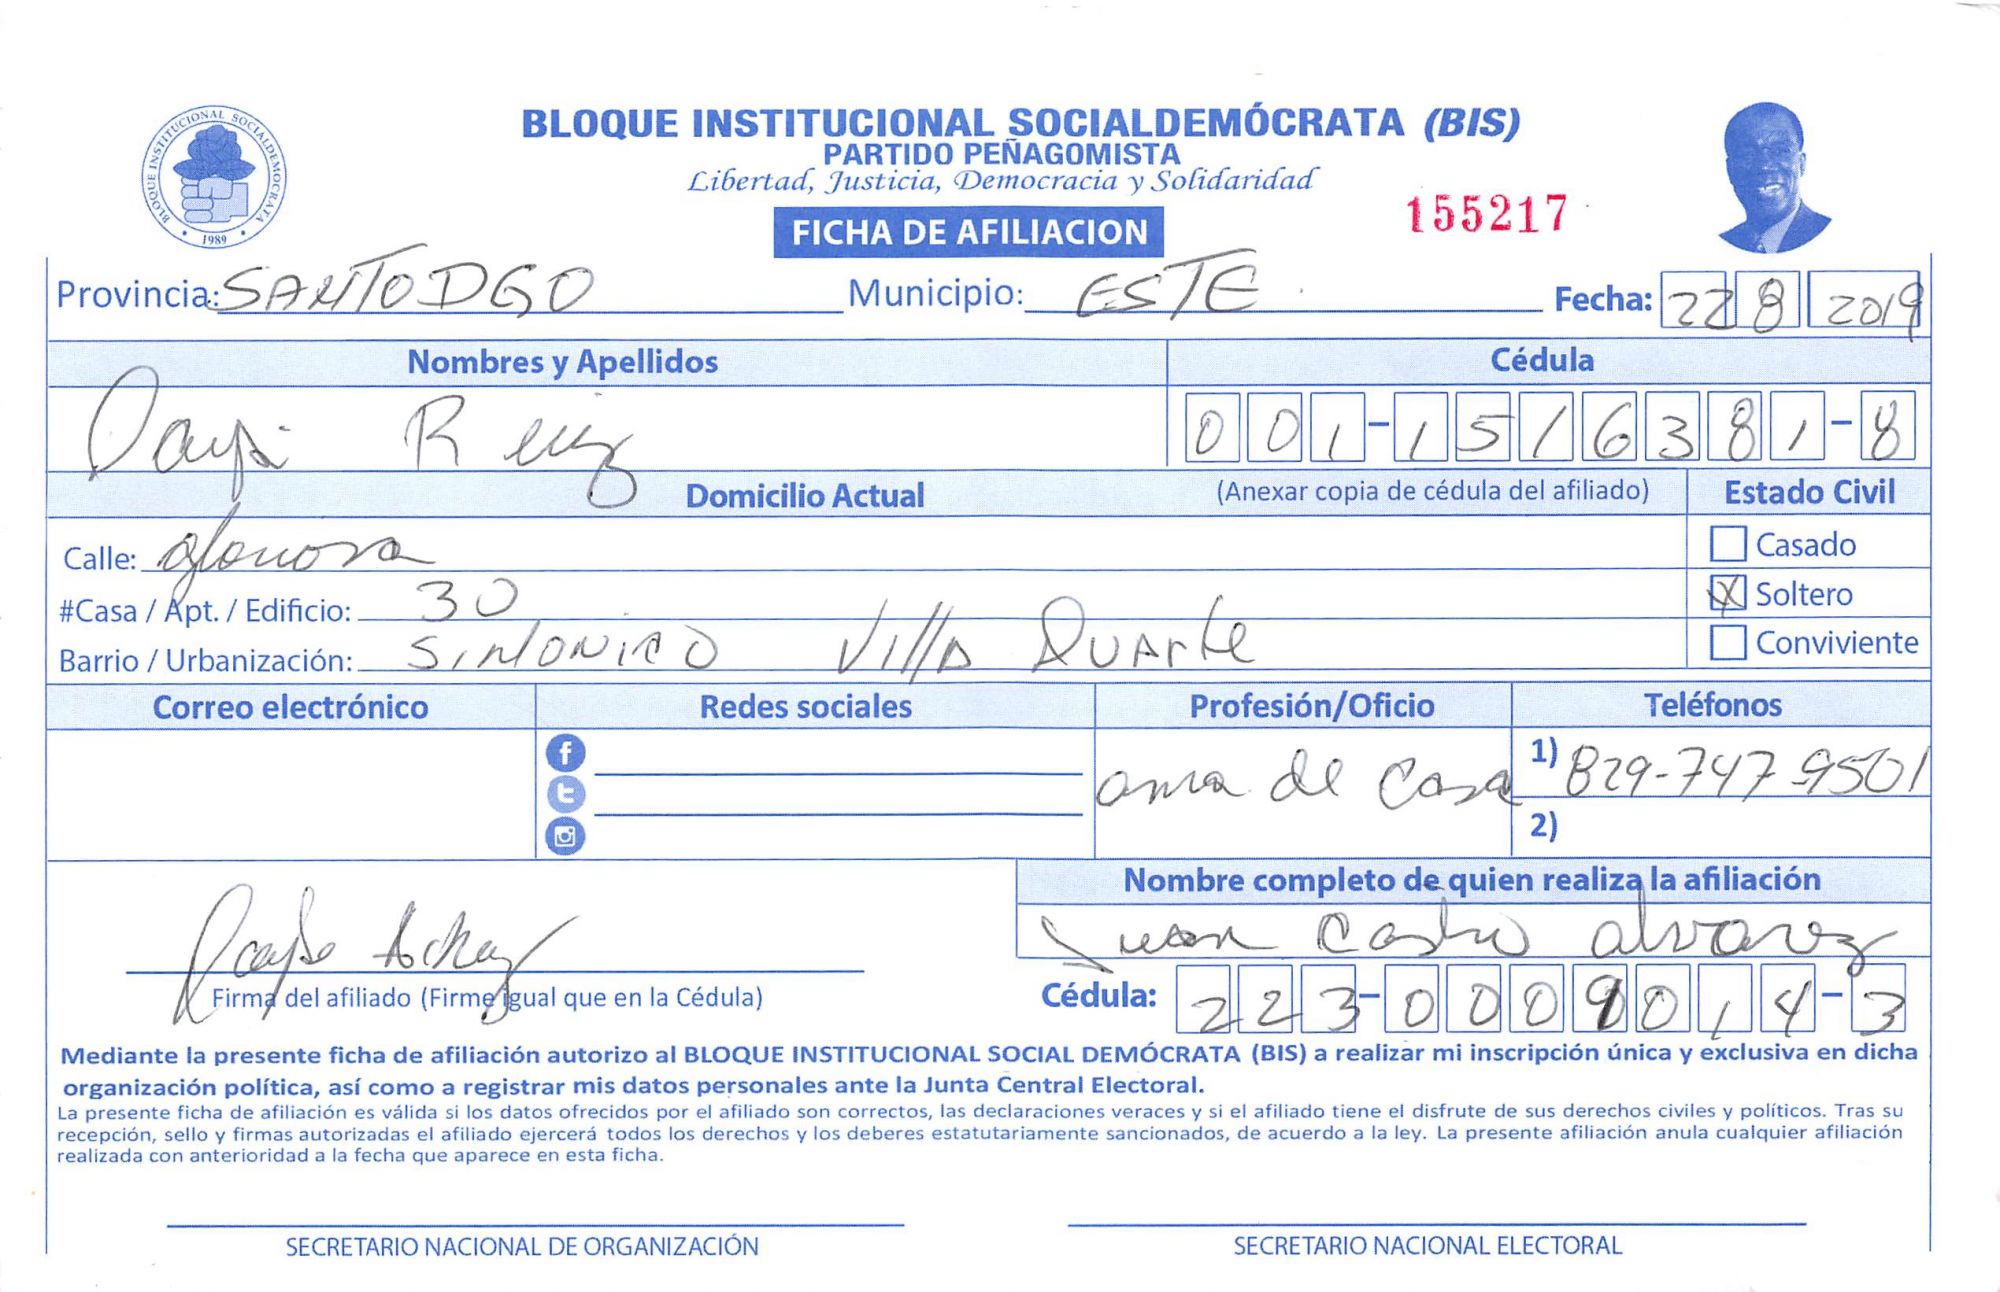 BLOQUE INSTITUCIONAL SOCIALDEMÓCRATA (BIS)
PARTIDO PEÑAGOMISTA
Libertad, Justicia, Democracia y Solidaridad
BLOQUE INSTITUCIONAL SOCIALDEMOCRATA
1989
155217
FICHA DE AFILIACION
Provincia: SANTO DGO Municipio: ESTE Fecha: 22 8 2019
Nombres y Apellidos Cédula
Ruiz 001-1516381-8
Domicilio Actual (Anexar copia de cédula del afiliado) Estado Civil
Calle: Casado
#Casa / Apt. / Edificio: 30 X Soltero
Barrio / Urbanización: SIMONICO Villa Duarte Conviviente
Correo electrónico Redes sociales Profesión/Oficio Teléfonos
ama de casa 1) 829-747-9501
2)
Nombre completo de quien realiza la afiliación
Juan Castro alvarez
Firma del afiliado (Firme igual que en la Cédula) Cédula: 223-0009014-3
Mediante la presente ficha de afiliación autorizo al BLOQUE INSTITUCIONAL SOCIAL DEMÓCRATA (BIS) a realizar mi inscripción única y exclusiva en dicha
organización política, así como a registrar mis datos personales ante la Junta Central Electoral.
La presente ficha de afiliación es válida si los datos ofrecidos por el afiliado son correctos, las declaraciones veraces y si el afiliado tiene el disfrute de sus derechos civiles y políticos. Tras su
recepción, sello y firmas autorizadas el afiliado ejercerá todos los derechos y los deberes estatutariamente sancionados, de acuerdo a la ley. La presente afiliación anula cualquier afiliación
realizada con anterioridad a la fecha que aparece en esta ficha.
SECRETARIO NACIONAL DE ORGANIZACIÓN SECRETARIO NACIONAL ELECTORAL